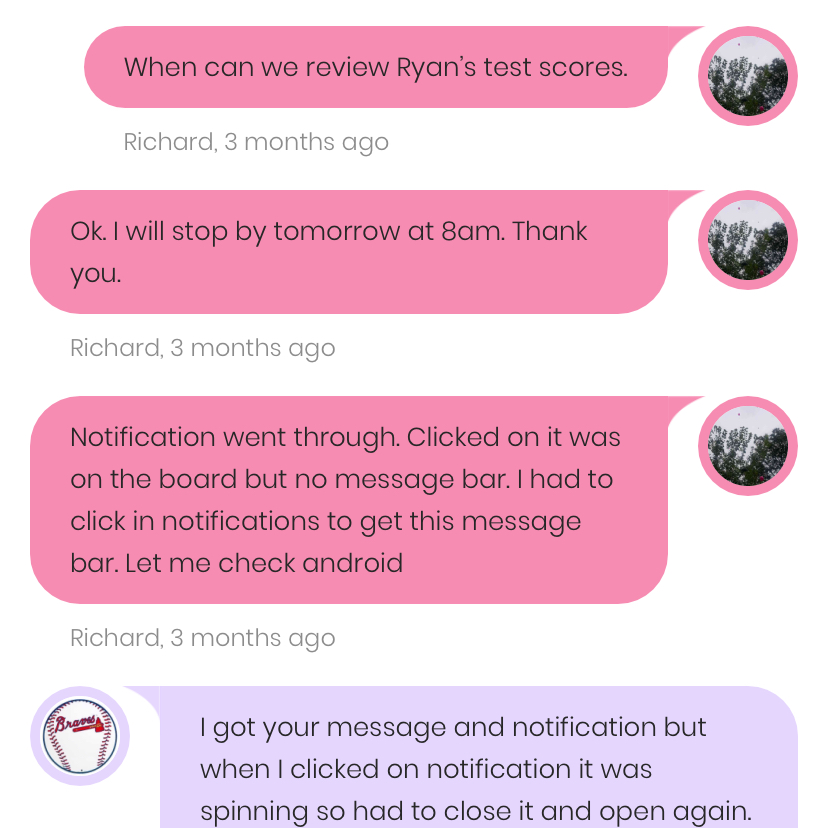 When can we review Ryan’s test scores.
Richard, 3 months ago
Ok. I will stop by tomorrow at 8am. Thank
you.
Richard, 3 months ago
Notification went through. Clicked on it was
on the board but no message bar. I had to
click in notifications to get this message
bar. Let me check android
Richard, 3 months ago
Braves
I got your message and notification but
when I clicked on notification it was
spinning so had to close it and open again.